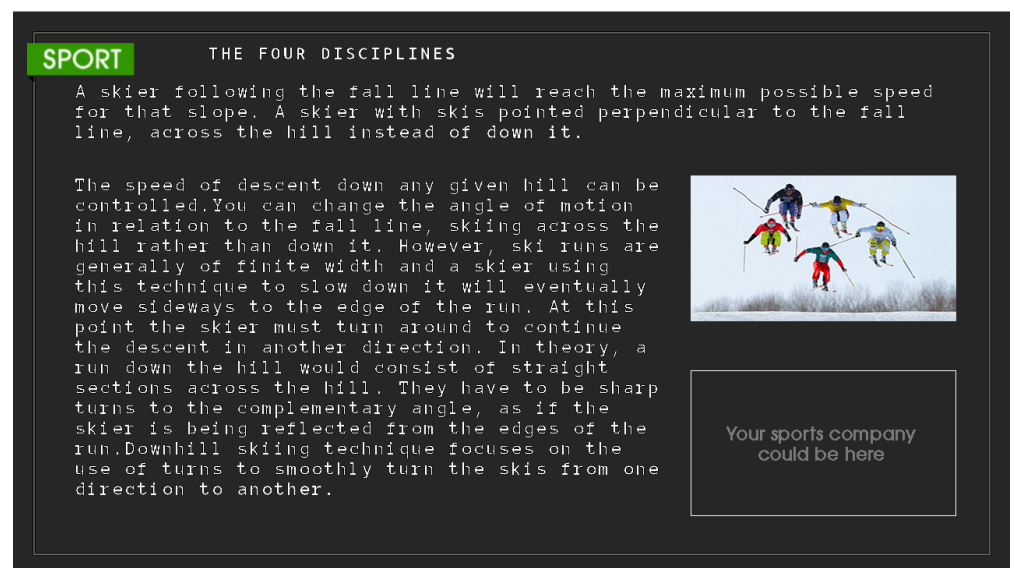 SPORT
THE FOUR DISCIPLINES
A skier following the fall line will reach the maximum possible speed
for that slope. A skier with skis pointed perpendicular to the fall
line, across the hill instead of down it.
The speed of descent down any given hill can be
controlled.You can change the angle of motion
in relation to the fall line, skiing across the
hill rather than down it. However, ski runs are
generally of finite width and a skier using
this technique to slow down it will eventually
move sideways to the edge of the run. At this
point the skier must turn around to continue
the descent in another direction. In theory, a
run down the hill would consist of straight
sections across the hill. They have to be sharp
turns to the complementary angle, as if the
skier is being reflected from the edges of the
run.Downhill skiing technique focuses on the
use of turns to smoothly turn the skis from one
direction to another.
Your sports company
could be here